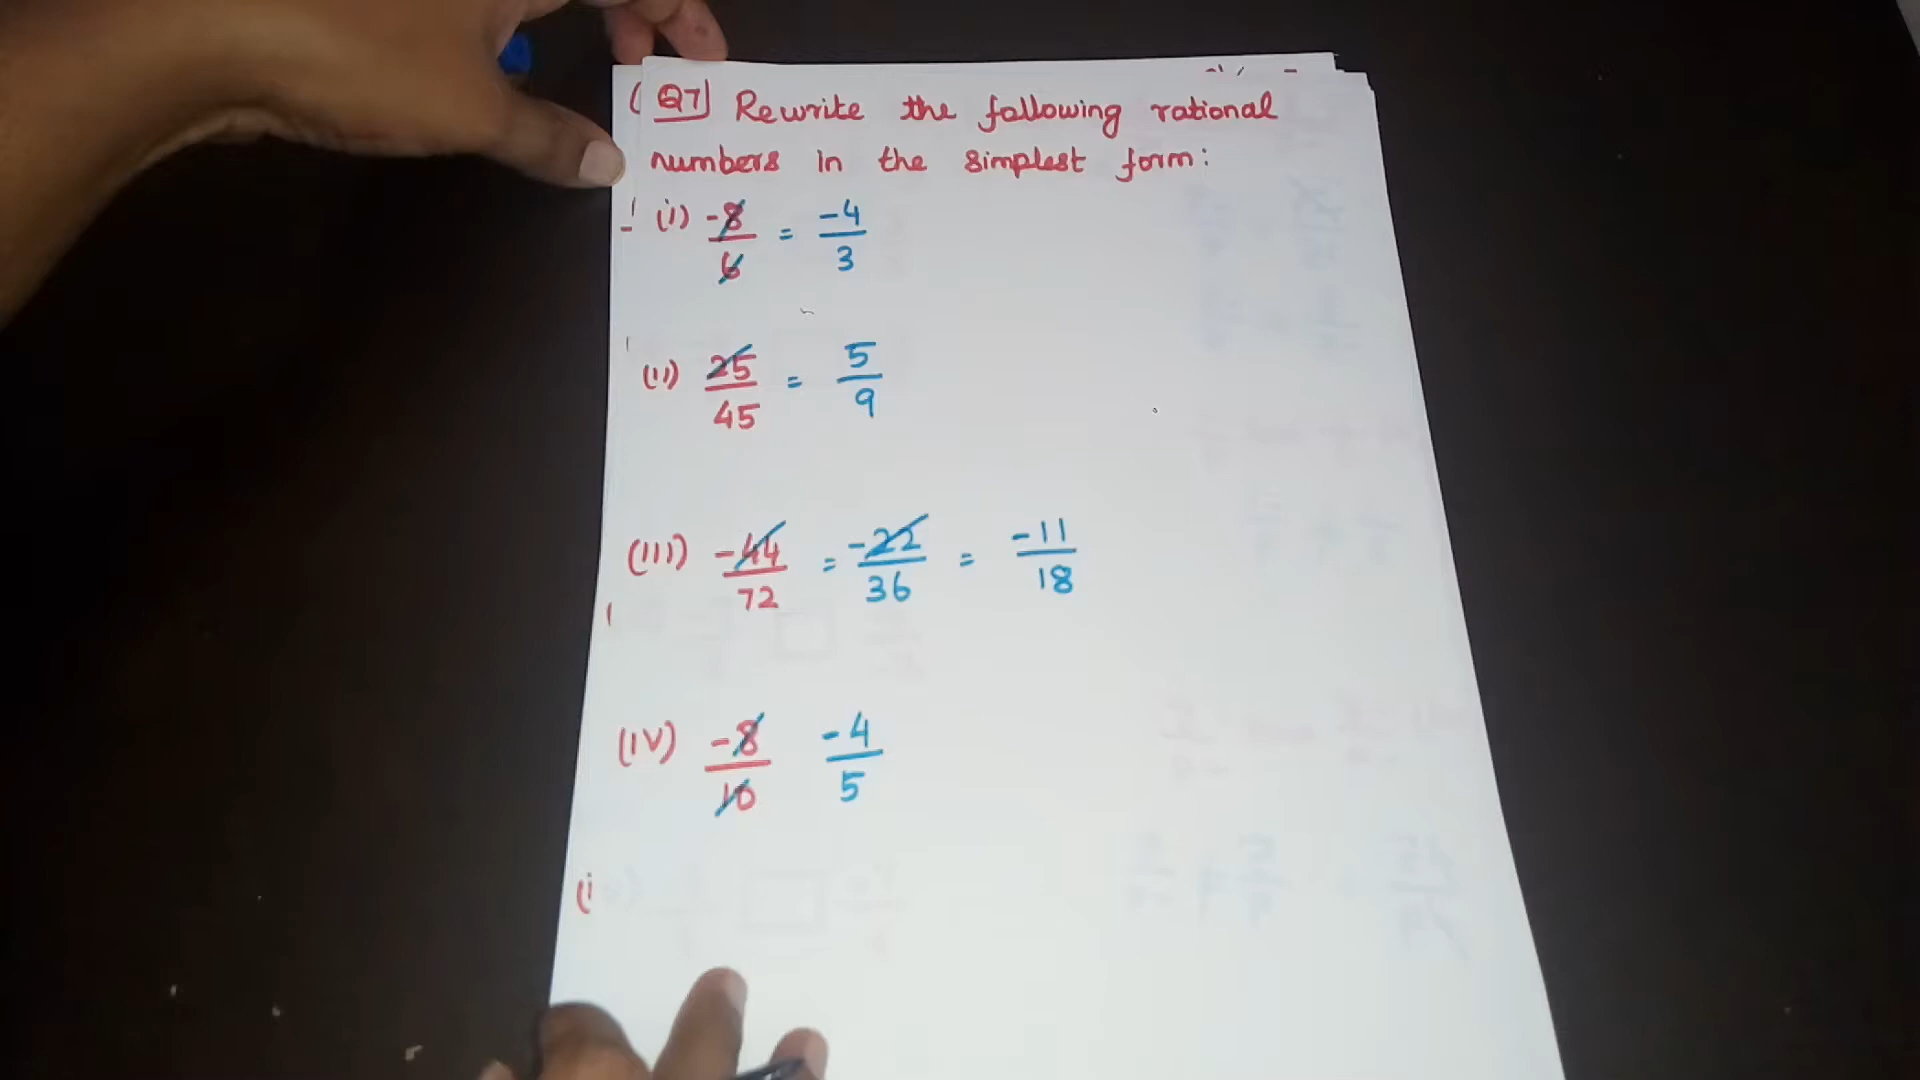 Q7 Rewrite the following rational
numbers in the simplest form:
(i) -8/6 = -4/3
(ii) 25/45 = 5/9
(iii) -44/72 = -22/36 = -11/18
(iv) -8/10 -4/5
(i